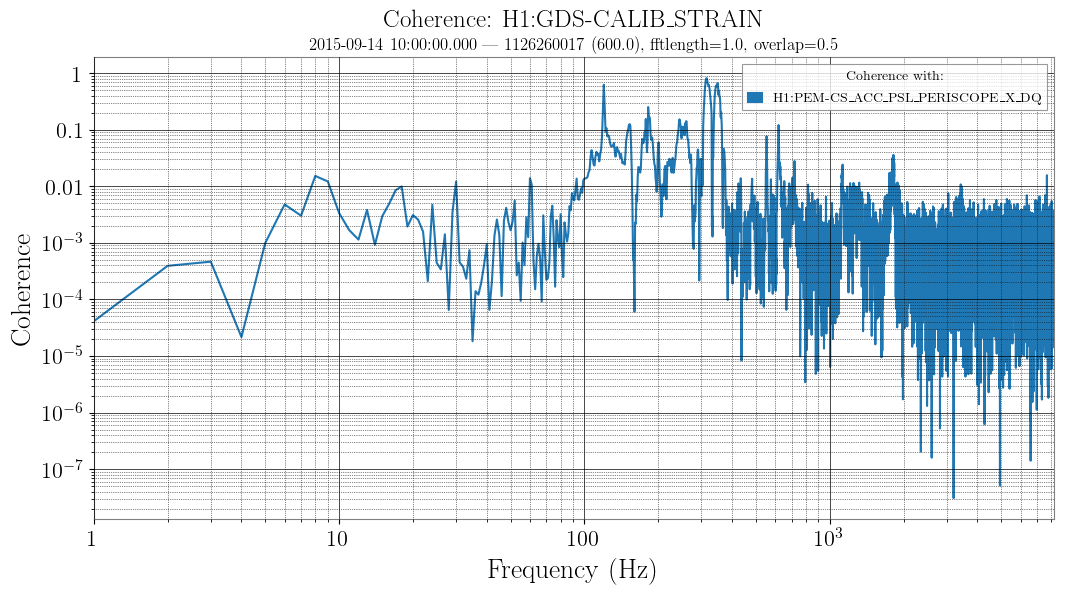 Coherence: H1:GDS-CALIB_STRAIN
2015-09-14 10:00:00.000 — 1126260017 (600.0), fftlength=1.0, overlap=0.5
Coherence with:
H1:PEM-CS_ACC_PSL_PERISCOPE_X_DQ
Coherence
1
0.1
0.01
10⁻³
10⁻⁴
10⁻⁵
10⁻⁶
10⁻⁷
1 10 100 10³
Frequency (Hz)